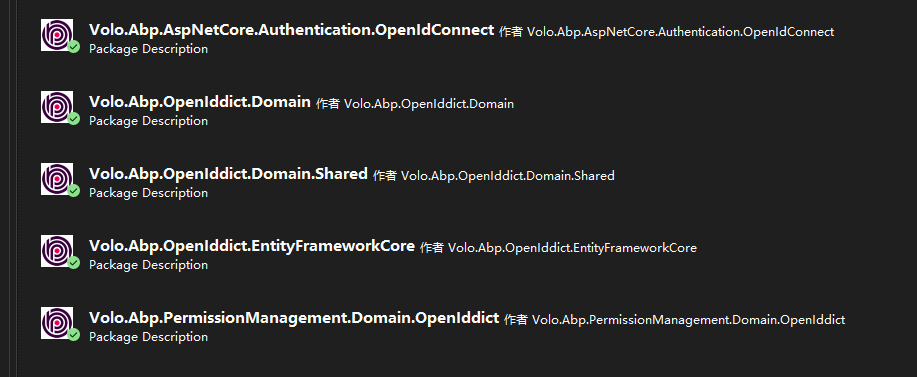 Volo.Abp.AspNetCore.Authentication.OpenIdConnect 作者 Volo.Abp.AspNetCore.Authentication.OpenIdConnect
Package Description
Volo.Abp.OpenIddict.Domain 作者 Volo.Abp.OpenIddict.Domain
Package Description
Volo.Abp.OpenIddict.Domain.Shared 作者 Volo.Abp.OpenIddict.Domain.Shared
Package Description
Volo.Abp.OpenIddict.EntityFrameworkCore 作者 Volo.Abp.OpenIddict.EntityFrameworkCore
Package Description
Volo.Abp.PermissionManagement.Domain.OpenIddict 作者 Volo.Abp.PermissionManagement.Domain.OpenIddict
Package Description